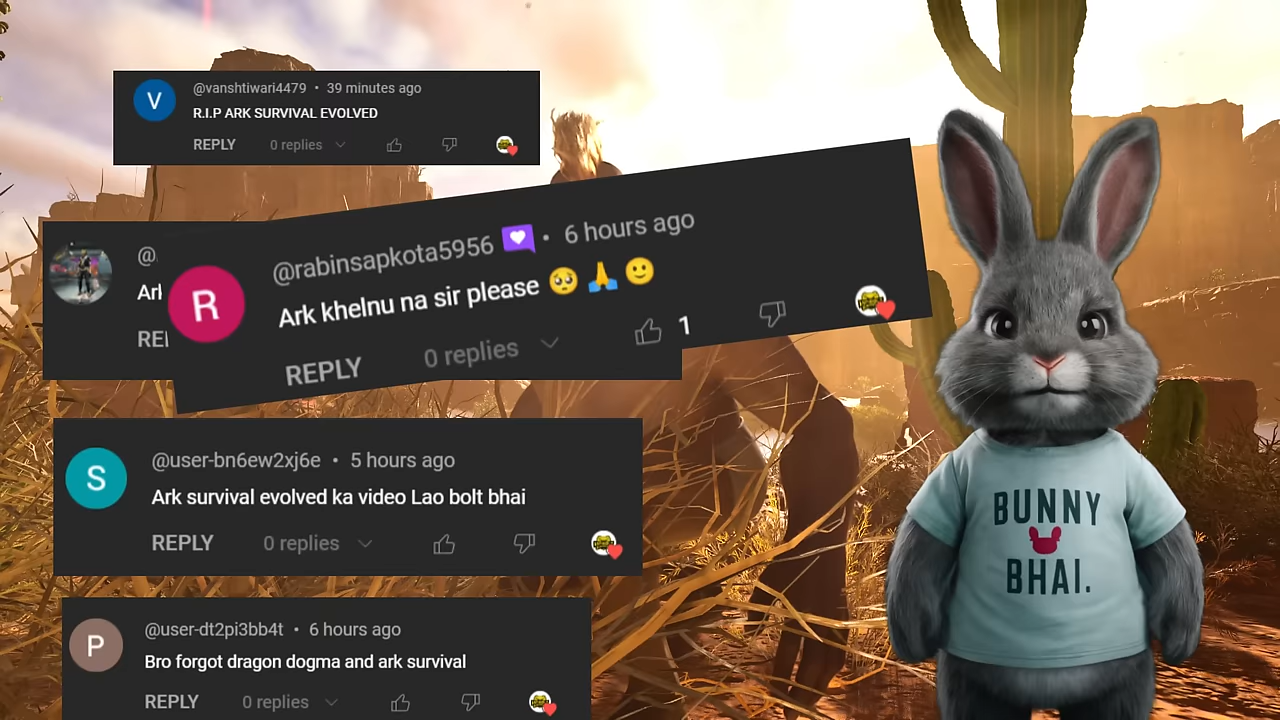 V
@vanshtiwari4479 • 39 minutes ago
R.I.P ARK SURVIVAL EVOLVED
REPLY 0 replies
@
R
@rabinsapkota5956 • 6 hours ago
Ark khelnu na sir please 🥺 🙏 🙂
REPLY 0 replies 1
S
@user-bn6ew2xj6e • 5 hours ago
Ark survival evolved ka video Lao bolt bhai
REPLY 0 replies
P
@user-dt2pi3bb4t • 6 hours ago
Bro forgot dragon dogma and ark survival
REPLY 0 replies
BUNNY
BHAI.